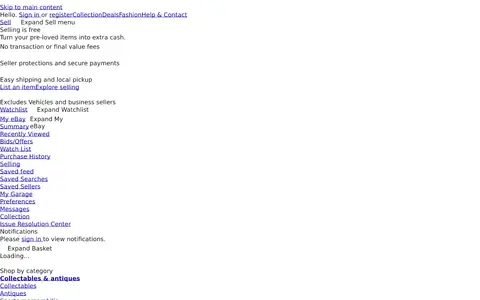 Skip to main content
Hello. Sign in or registerCollectionDealsFashionHelp & Contact
Sell Expand Sell menu
Selling is free
Turn your pre-loved items into extra cash.
No transaction or final value fees
Seller protections and secure payments
Easy shipping and local pickup
List an itemExplore selling
Excludes Vehicles and business sellers
Watchlist Expand Watchlist
My eBay Expand My
Summary eBay
Recently Viewed
Bids/Offers
Watch List
Purchase History
Selling
Saved feed
Saved Searches
Saved Sellers
My Garage
Preferences
Messages
Collection
Issue Resolution Center
Notifications
Please sign in to view notifications.
Expand Basket
Loading...
Shop by category
Collectables & antiques
Collectables
Antiques